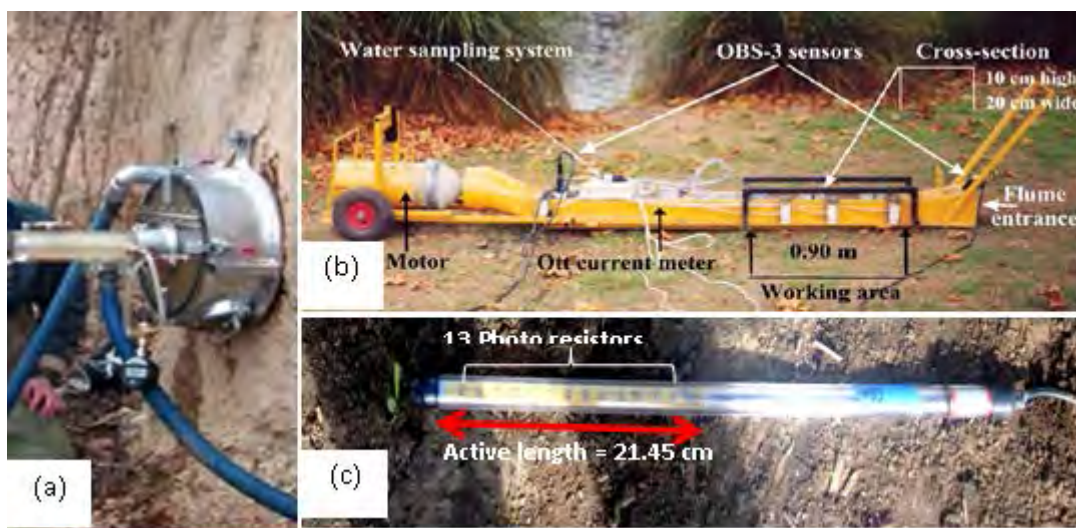 (a)
Water sampling system
OBS-3 sensors
Cross-section
10 cm high
20 cm wide
Flume
entrance
(b)
Motor
Ott current meter
0.90 m
Working area
13 Photo resistors
Active length = 21.45 cm
(c)